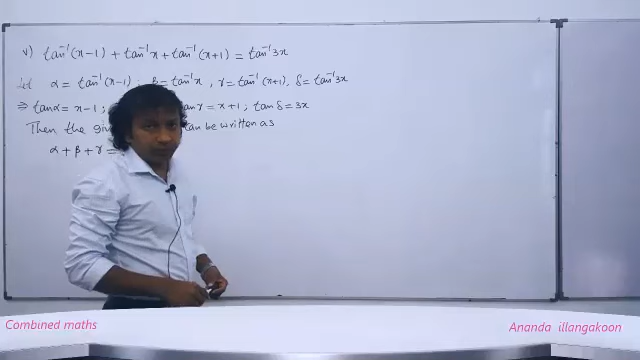 v) tan⁻¹(x-1) + tan⁻¹x + tan⁻¹(x+1) = tan⁻¹3x
Let α = tan⁻¹(x-1); β = tan⁻¹x, γ = tan⁻¹(x+1), δ = tan⁻¹3x
⇒ tanα = x-1; tanγ = x+1; tanδ = 3x
Then the can be written as
α + β + γ =
Combined maths
Ananda illangakoon